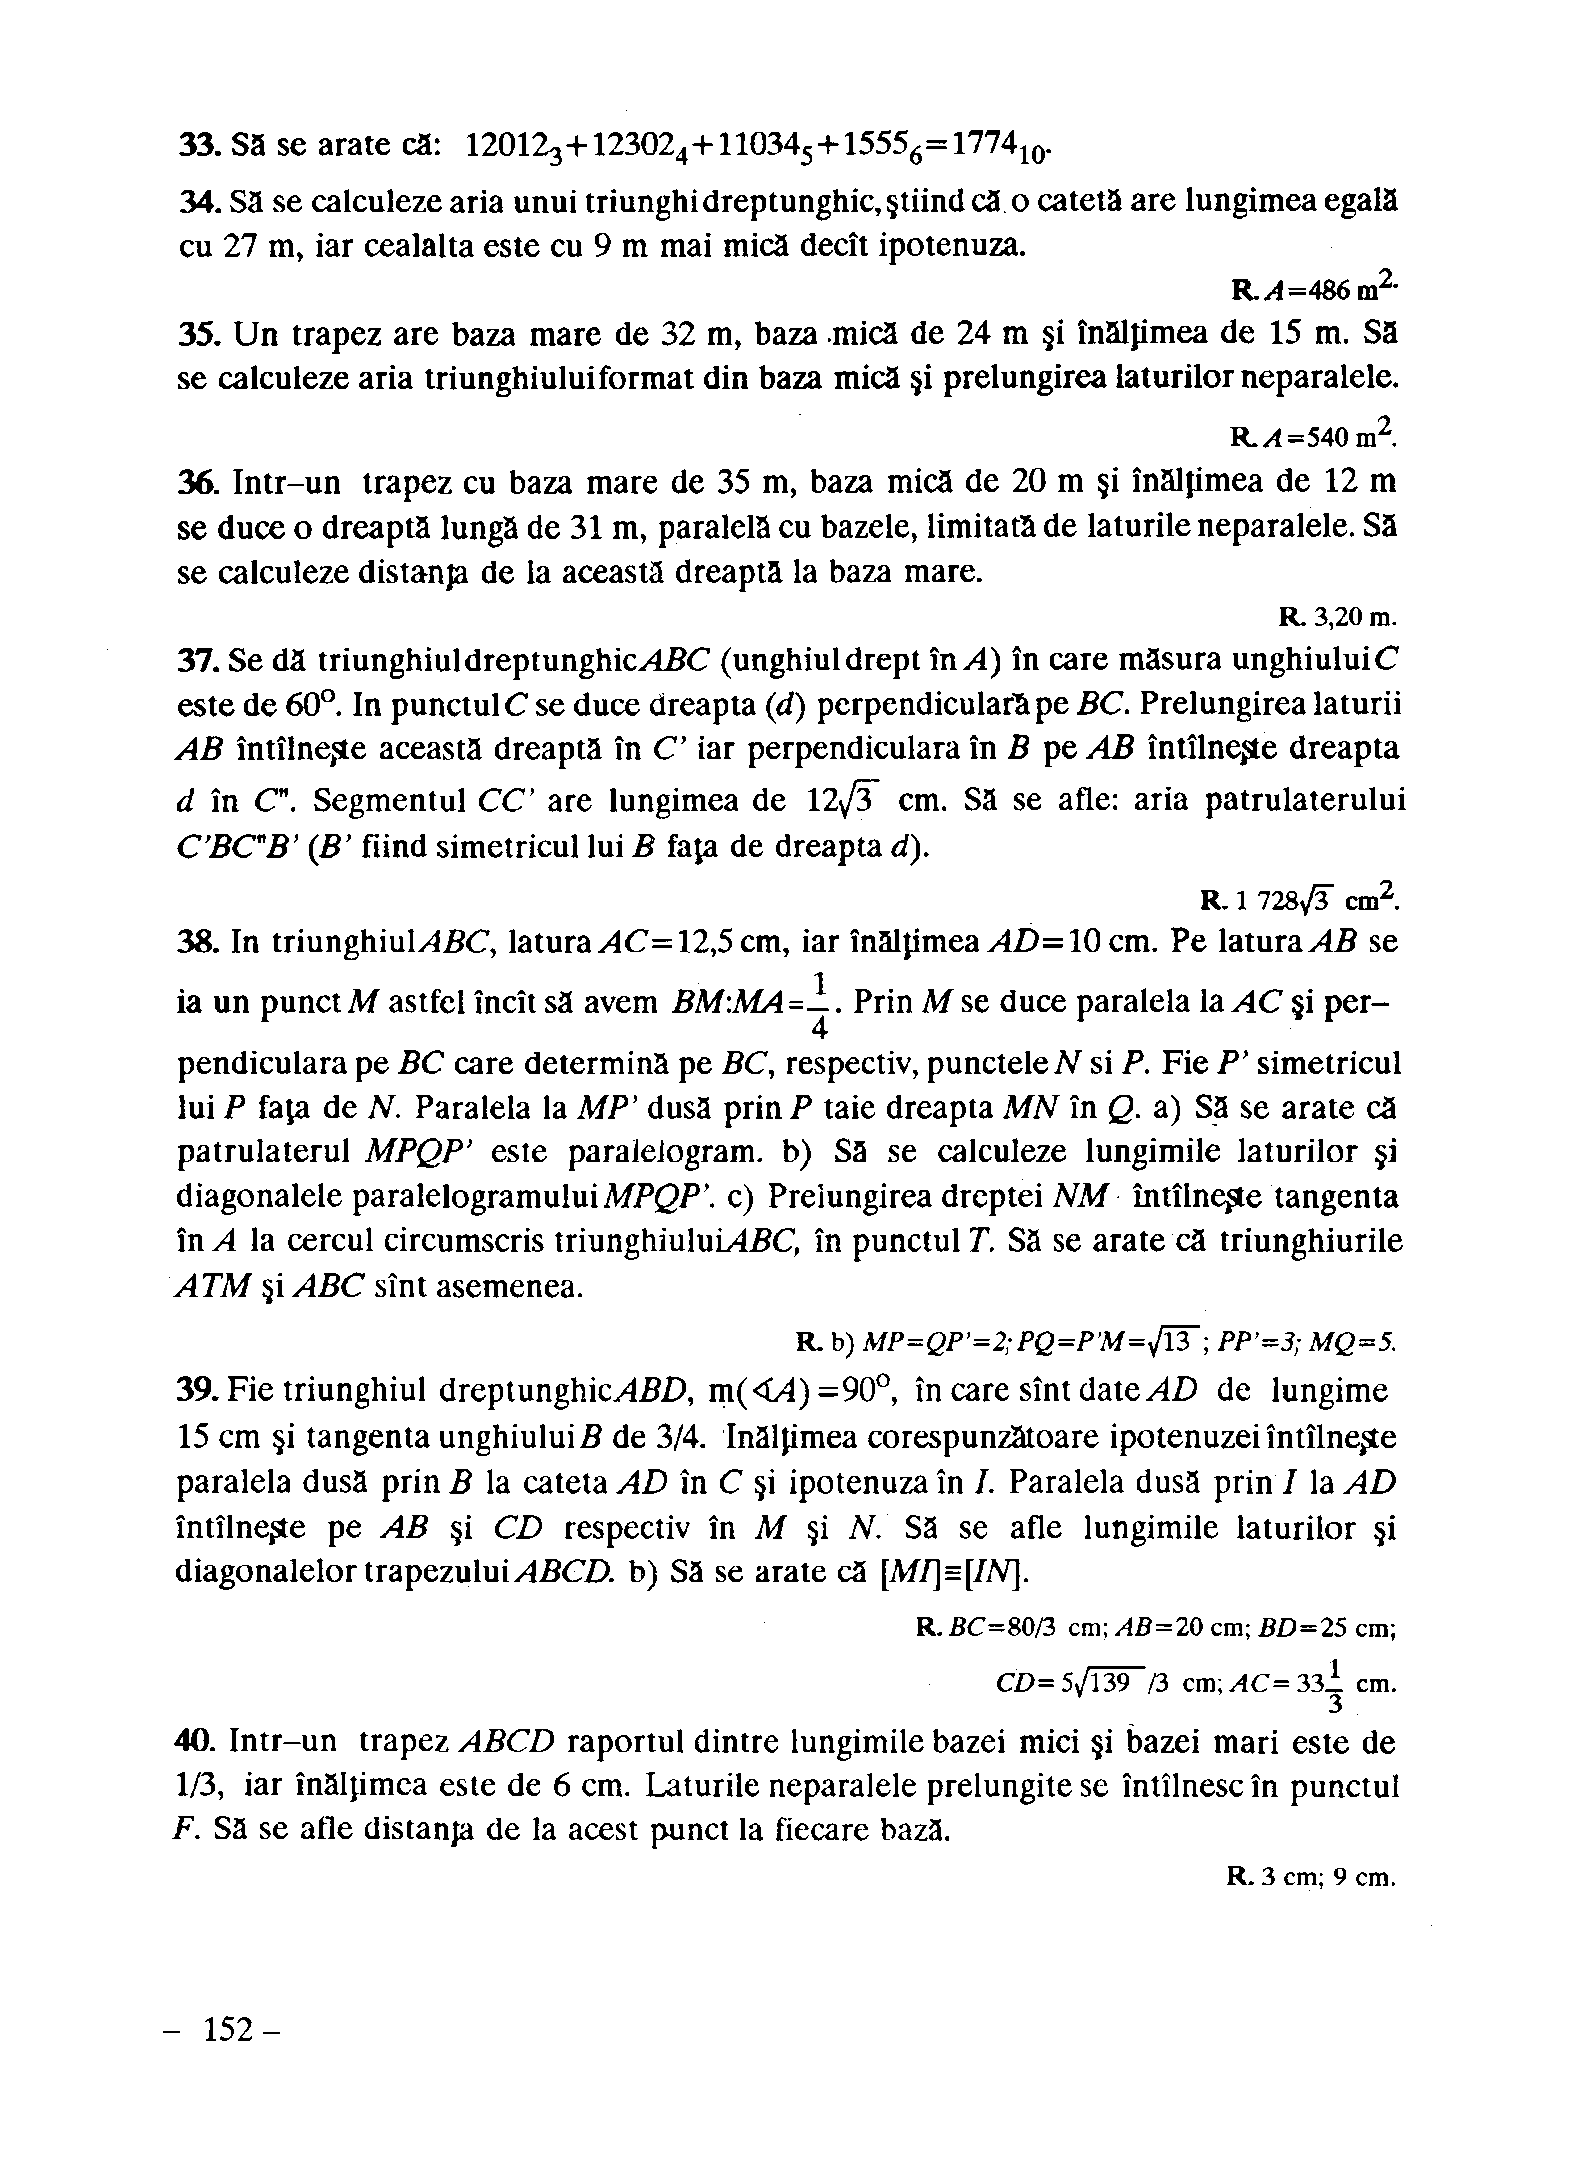 33. Să se arate că: 12012₃+12302₄+11034₅+1555₆=1774₁₀.
34. Să se calculeze aria unui triunghi dreptunghic, ştiind că o catetă are lungimea egală
cu 27 m, iar cealalta este cu 9 m mai mică decît ipotenuza.
R. A=486 m².
35. Un trapez are baza mare de 32 m, baza mică de 24 m şi înălţimea de 15 m. Să
se calculeze aria triunghiului format din baza mică şi prelungirea laturilor neparalele.
R. A=540 m².
36. Intr-un trapez cu baza mare de 35 m, baza mică de 20 m şi înălţimea de 12 m
se duce o dreaptă lungă de 31 m, paralelă cu bazele, limitată de laturile neparalele. Să
se calculeze distanţa de la această dreaptă la baza mare.
R. 3,20 m.
37. Se dă triunghiul dreptunghic ABC (unghiul drept în A) în care măsura unghiului C
este de 60°. In punctul C se duce dreapta (d) perpendiculară pe BC. Prelungirea laturii
AB întîlneşte această dreaptă în C' iar perpendiculara în B pe AB întîlneşte dreapta
d în C". Segmentul CC' are lungimea de 12√3 cm. Să se afle: aria patrulaterului
C'BC"B' (B' fiind simetricul lui B faţa de dreapta d).
R. 1 728√3 cm².
38. In triunghiul ABC, latura AC=12,5 cm, iar înălţimea AD=10 cm. Pe latura AB se
ia un punct M astfel încît să avem BM:MA=1/4. Prin M se duce paralela la AC şi per-
pendiculara pe BC care determină pe BC, respectiv, punctele N si P. Fie P' simetricul
lui P faţa de N. Paralela la MP' dusă prin P taie dreapta MN în Q. a) Să se arate că
patrulaterul MPQP' este paralelogram. b) Să se calculeze lungimile laturilor şi
diagonalele paralelogramului MPQP'. c) Prelungirea dreptei NM întîlneşte tangenta
în A la cercul circumscris triunghiului ABC, în punctul T. Să se arate că triunghiurile
ATM şi ABC sînt asemenea.
R. b) MP=QP'=2; PQ=P'M=√13 ; PP'=3; MQ=5.
39. Fie triunghiul dreptunghic ABD, m(∢A)=90°, în care sînt date AD de lungime
15 cm şi tangenta unghiului B de 3/4. Inălţimea corespunzătoare ipotenuzei întîlneşte
paralela dusă prin B la cateta AD în C şi ipotenuza în I. Paralela dusă prin I la AD
întîlneşte pe AB şi CD respectiv în M şi N. Să se afle lungimile laturilor şi
diagonalelor trapezului ABCD. b) Să se arate că [MI]≡[IN].
R. BC=80/3 cm; AB=20 cm; BD=25 cm;
CD= 5√139 /3 cm; AC= 33 1/3 cm.
40. Intr-un trapez ABCD raportul dintre lungimile bazei mici şi bazei mari este de
1/3, iar înălţimea este de 6 cm. Laturile neparalele prelungite se întîlnesc în punctul
F. Să se afle distanţa de la acest punct la fiecare bază.
R. 3 cm; 9 cm.
- 152 -